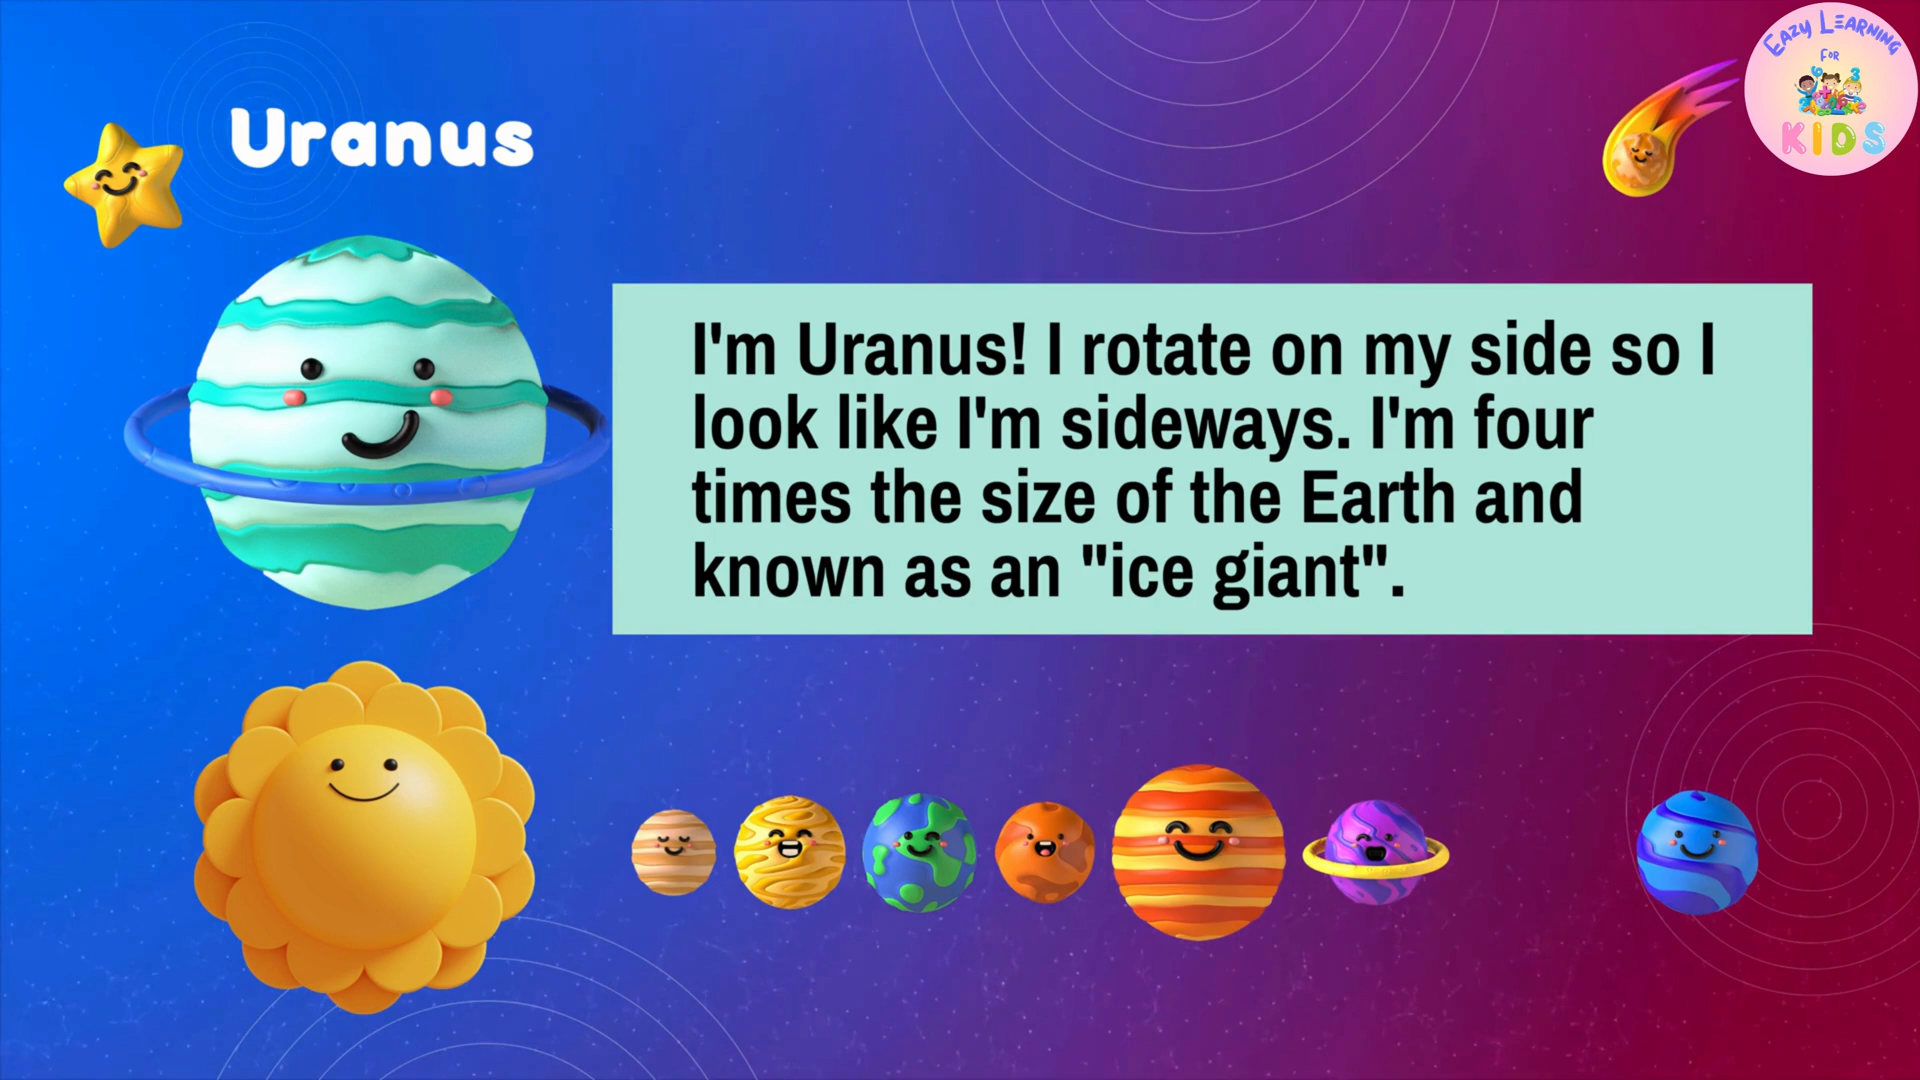 Uranus
EAZY LEARNING
FOR
KIDS
I'm Uranus! I rotate on my side so I
look like I'm sideways. I'm four
times the size of the Earth and
known as an "ice giant".